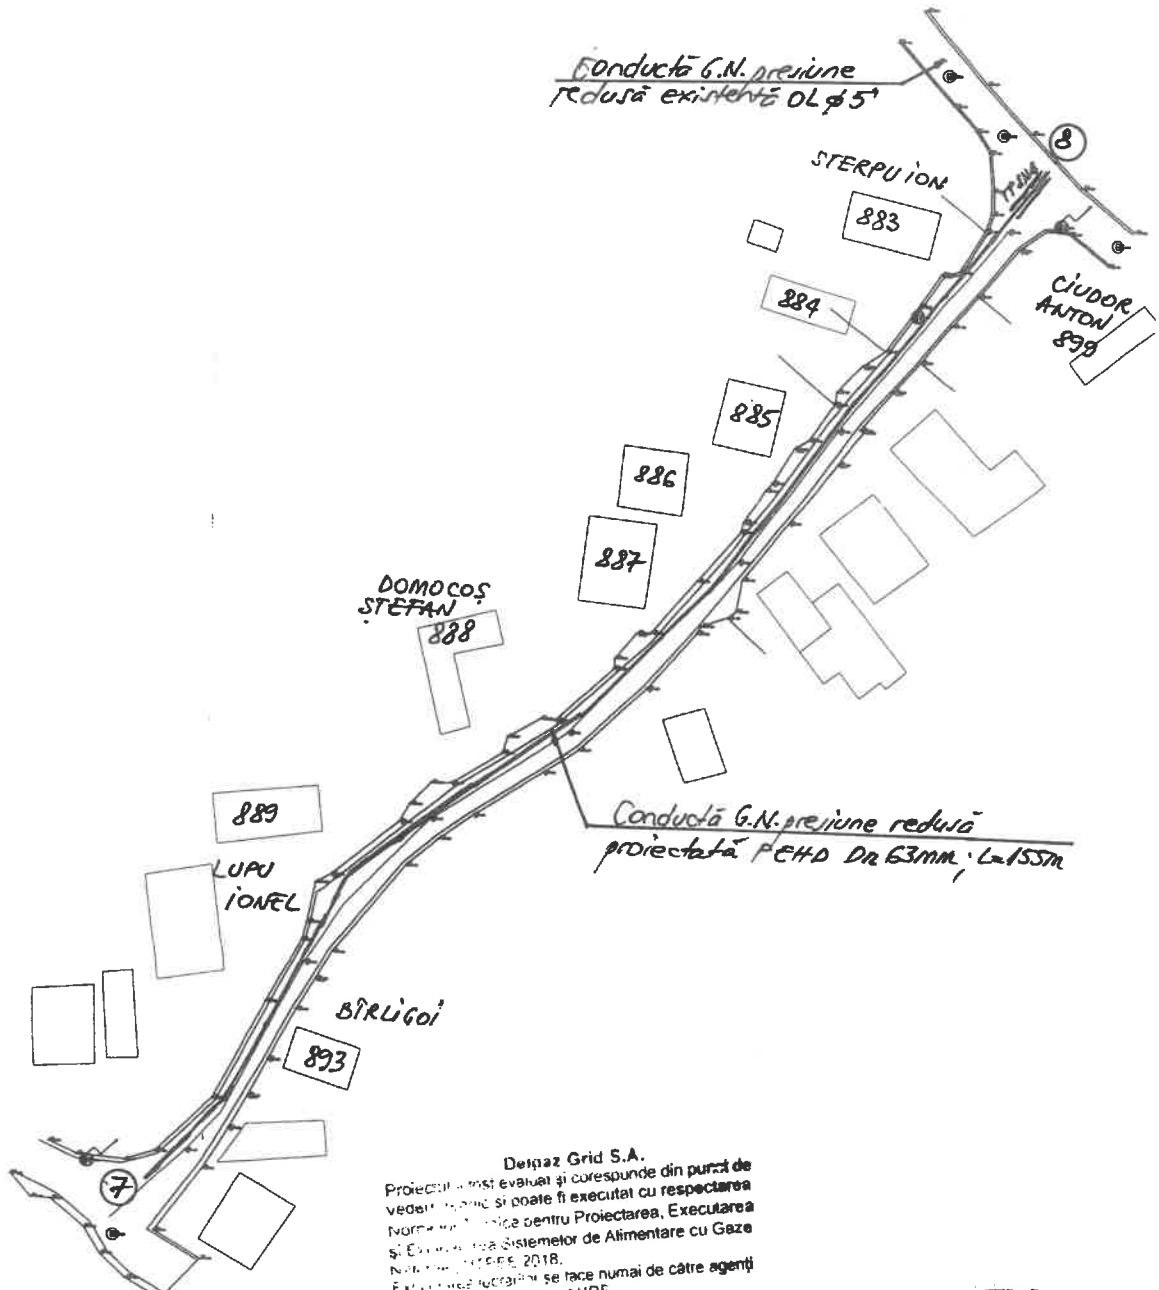 Conductă G.N. presiune
redusă existentă OL ø 5"
8
STERPU ION
883
884
CIUDOR
ANTON
899
885
886
887
DOMOCOȘ
ȘTEFAN
888
Conductă G.N. presiune redusă
proiectată PEHD Dn 63mm; L=155m
889
LUPU
IONEL
BÎRLIGOI
893
7
Delgaz Grid S.A.
Proiectul a fost evaluat și corespunde din punct de
vedere și poate fi executat cu respectarea
pentru Proiectarea, Executarea
și Sistemelor de Alimentare cu Gaze
2018.
se face numai de către agenți